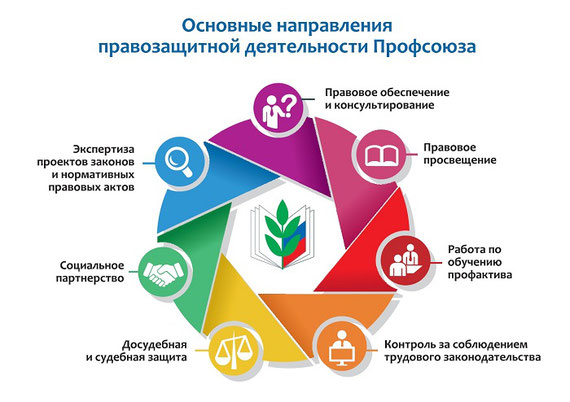 Основные направления
правозащитной деятельности Профсоюза
Правовое обеспечение
и консультирование
Правовое
просвещение
Работа по
обучению
профактива
Контроль за соблюдением
трудового законодательства
Досудебная
и судебная защита
Социальное
партнерство
Экспертиза
проектов законов
и нормативных
правовых актов